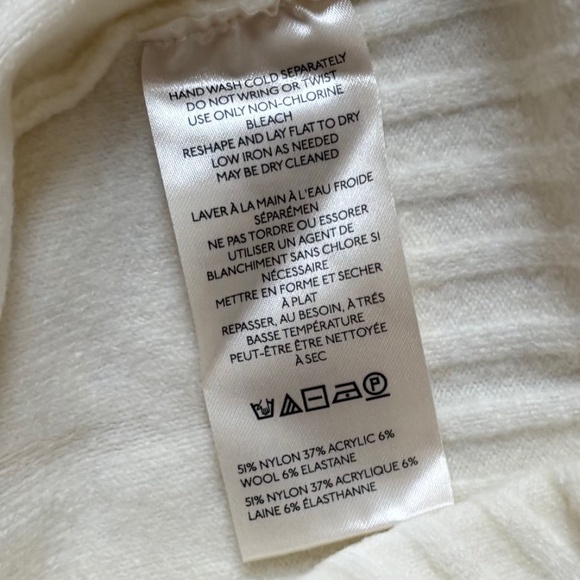 HAND WASH COLD SEPARATELY
DO NOT WRING OR TWIST
USE ONLY NON-CHLORINE
BLEACH
RESHAPE AND LAY FLAT TO DRY
LOW IRON AS NEEDED
MAY BE DRY CLEANED
LAVER À LA MAIN À L'EAU FROIDE
SÉPARÉMEN
NE PAS TORDRE OU ESSORER
UTILISER UN AGENT DE
BLANCHIMENT SANS CHLORE SI
NÉCESSAIRE
METTRE EN FORME ET SECHER
À PLAT
REPASSER, AU BESOIN, À TRÉS
BASSE TEMPÉRATURE
PEUT-ÊTRE ÊTRE NETTOYÉE
À SEC
P
51% NYLON 37% ACRYLIC 6%
WOOL 6% ELASTANE
51% NYLON 37% ACRYLIQUE 6%
LAINE 6% ÉLASTHANNE